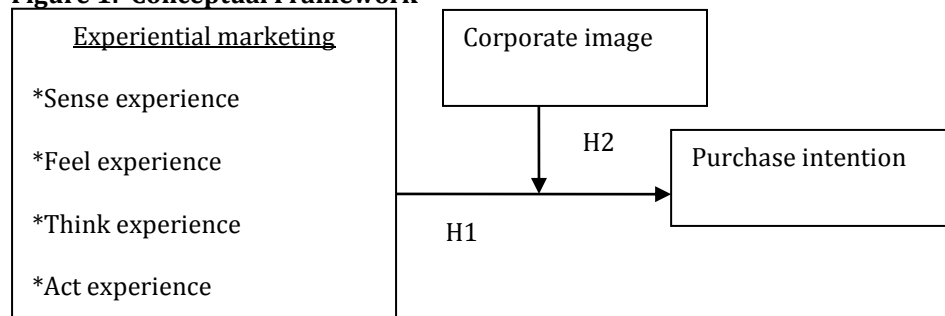 Figure 1: Conceptual Framework
Experiential marketing
*Sense experience
*Feel experience
*Think experience
*Act experience
Corporate image
H2
Purchase intention
H1